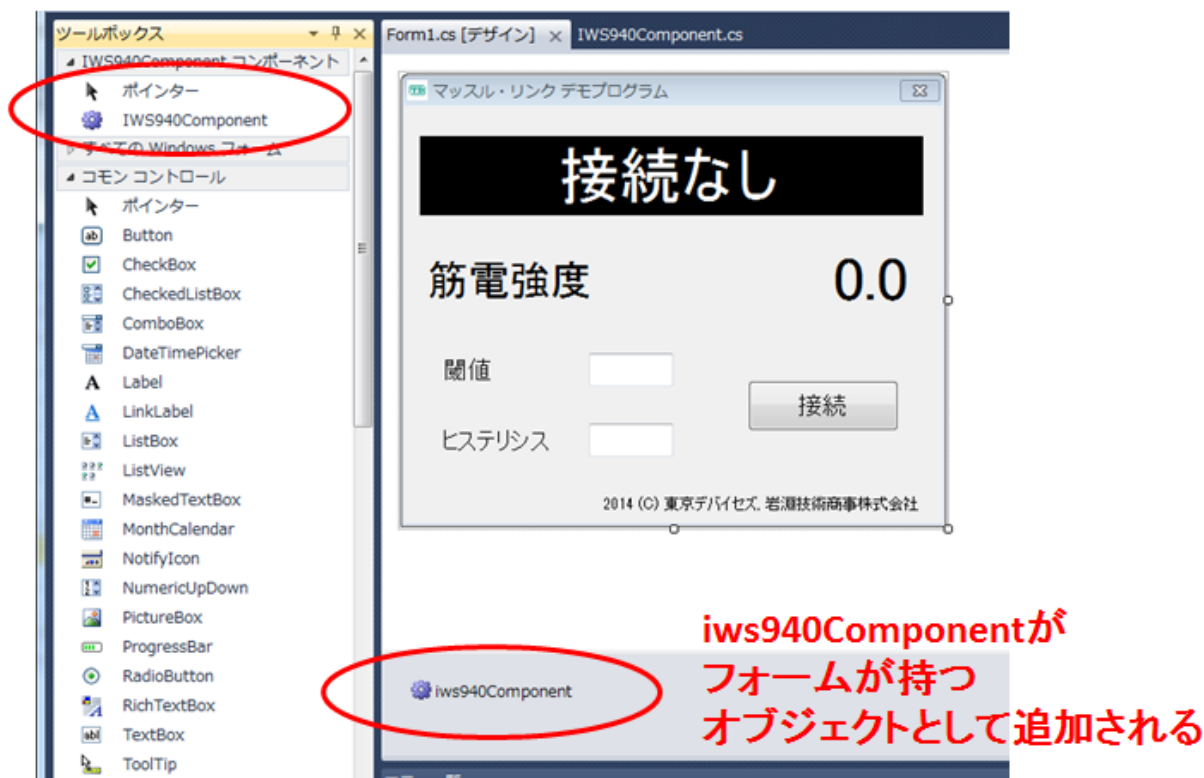 ツールボックス
IWS940Component コンポーネント
ポインター
IWS940Component
すべての Windows フォーム
コモン コントロール
ポインター
Button
CheckBox
CheckedListBox
ComboBox
DateTimePicker
Label
LinkLabel
ListBox
ListView
MaskedTextBox
MonthCalendar
NotifyIcon
NumericUpDown
PictureBox
ProgressBar
RadioButton
RichTextBox
TextBox
ToolTip
Form1.cs [デザイン]
IWS940Component.cs
マッスル・リンク デモプログラム
接続なし
筋電強度 0.0
閾値
接続
ヒステリシス
2014 (C) 東京デバイセズ, 岩淵技術商事株式会社
iws940Component
iws940Componentが
フォームが持つ
オブジェクトとして追加される